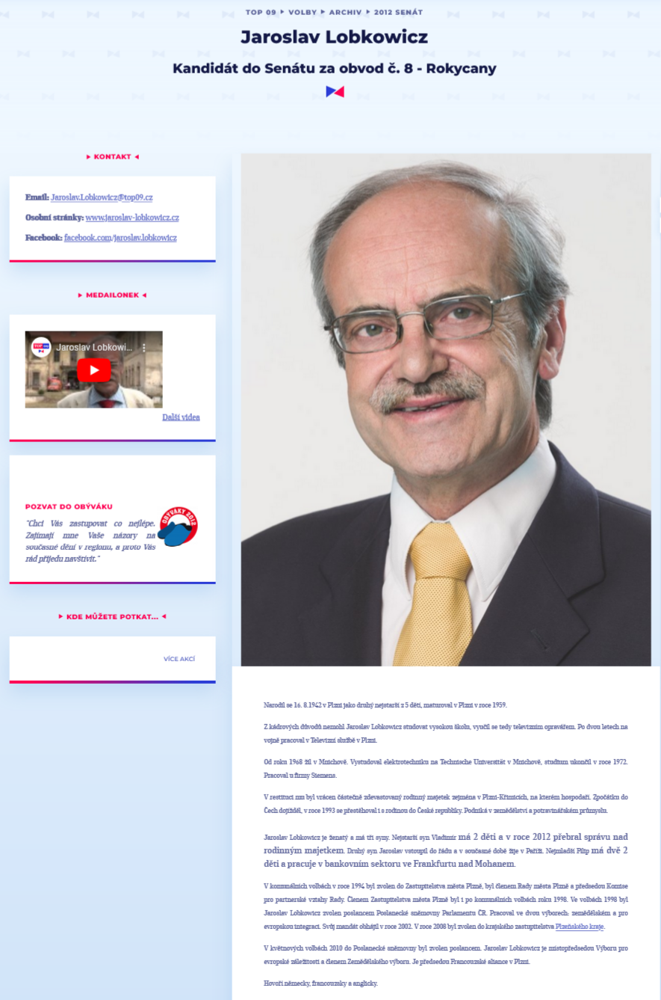 TOP 09 ▶ VOLBY ▶ ARCHIV ▶ 2012 SENÁT
Jaroslav Lobkowicz
Kandidát do Senátu za obvod č. 8 - Rokycany
KONTAKT
Email: Jaroslav.Lobkowicz@top09.cz
Osobní stránky: www.jaroslav-lobkowicz.cz
Facebook: facebook.com/jaroslav.lobkowicz
MEDAILONEK
TOP 09
Jaroslav Lobkowi...
Další videa
POZVAT DO OBÝVÁKU
"Chci Vás zastupovat co nejlépe.
Zajímají mne Vaše názory na
současné dění v regionu, a proto Vás
rád přijedu navštívit."
OBÝVÁKY 2012
KDE MŮŽETE POTKAT...
VÍCE AKCÍ
Narodil se 16. 8.1942 v Plzni jako druhý nejstarší z 5 dětí, maturoval v Plzni v roce 1959.
Z kádrových důvodů nemohl Jaroslav Lobkowicz studovat vysokou školu, vyučil se tedy televizním opravářem. Po dvou letech na
vojně pracoval v Televizní službě v Plzni.
Od roku 1968 žil v Mnichově. Vystudoval elektrotechniku na Technische Universität v Mnichově, studium ukončil v roce 1972.
Pracoval u firmy Siemens.
V restituci mu byl vrácen částečně zdevastovaný rodinný majetek zejména v Plzni-Křimicích, na kterém hospodaří. Zpočátku do
Čech dojížděl, v roce 1993 se přestěhoval i s rodinou do České republiky. Podniká v zemědělství a potravinářském průmyslu.
Jaroslav Lobkowicz je ženatý a má tři syny. Nejstarší syn Vladimír má 2 děti a v roce 2012 přebral správu nad
rodinným majetkem. Druhý syn Jaroslav vstoupil do řádu a v současné době žije v Paříži. Nejmladší Filip má dvě 2
děti a pracuje v bankovním sektoru ve Frankfurtu nad Mohanem.
V komunálních volbách v roce 1994 byl zvolen do Zastupitelstva města Plzně, byl členem Rady města Plzně a předsedou Komise
pro partnerské vztahy Rady. Členem Zastupitelstva města Plzně byl i po komunálních volbách roku 1998. Ve volbách 1998 byl
Jaroslav Lobkowicz zvolen poslancem Poslanecké sněmovny Parlamentu ČR. Pracoval ve dvou výborech: zemědělském a pro
evropskou integraci. Svůj mandát obhájil v roce 2002. V roce 2008 byl zvolen do krajského zastupitelstva Plzeňského kraje.
V květnových volbách 2010 do Poslanecké sněmovny byl zvolen poslancem. Jaroslav Lobkowicz je místopředsedou Výboru pro
evropské záležitosti a členem Zemědělského výboru. Je předsedou Francouzské aliance v Plzni.
Hovoří německy, francouzsky a anglicky.